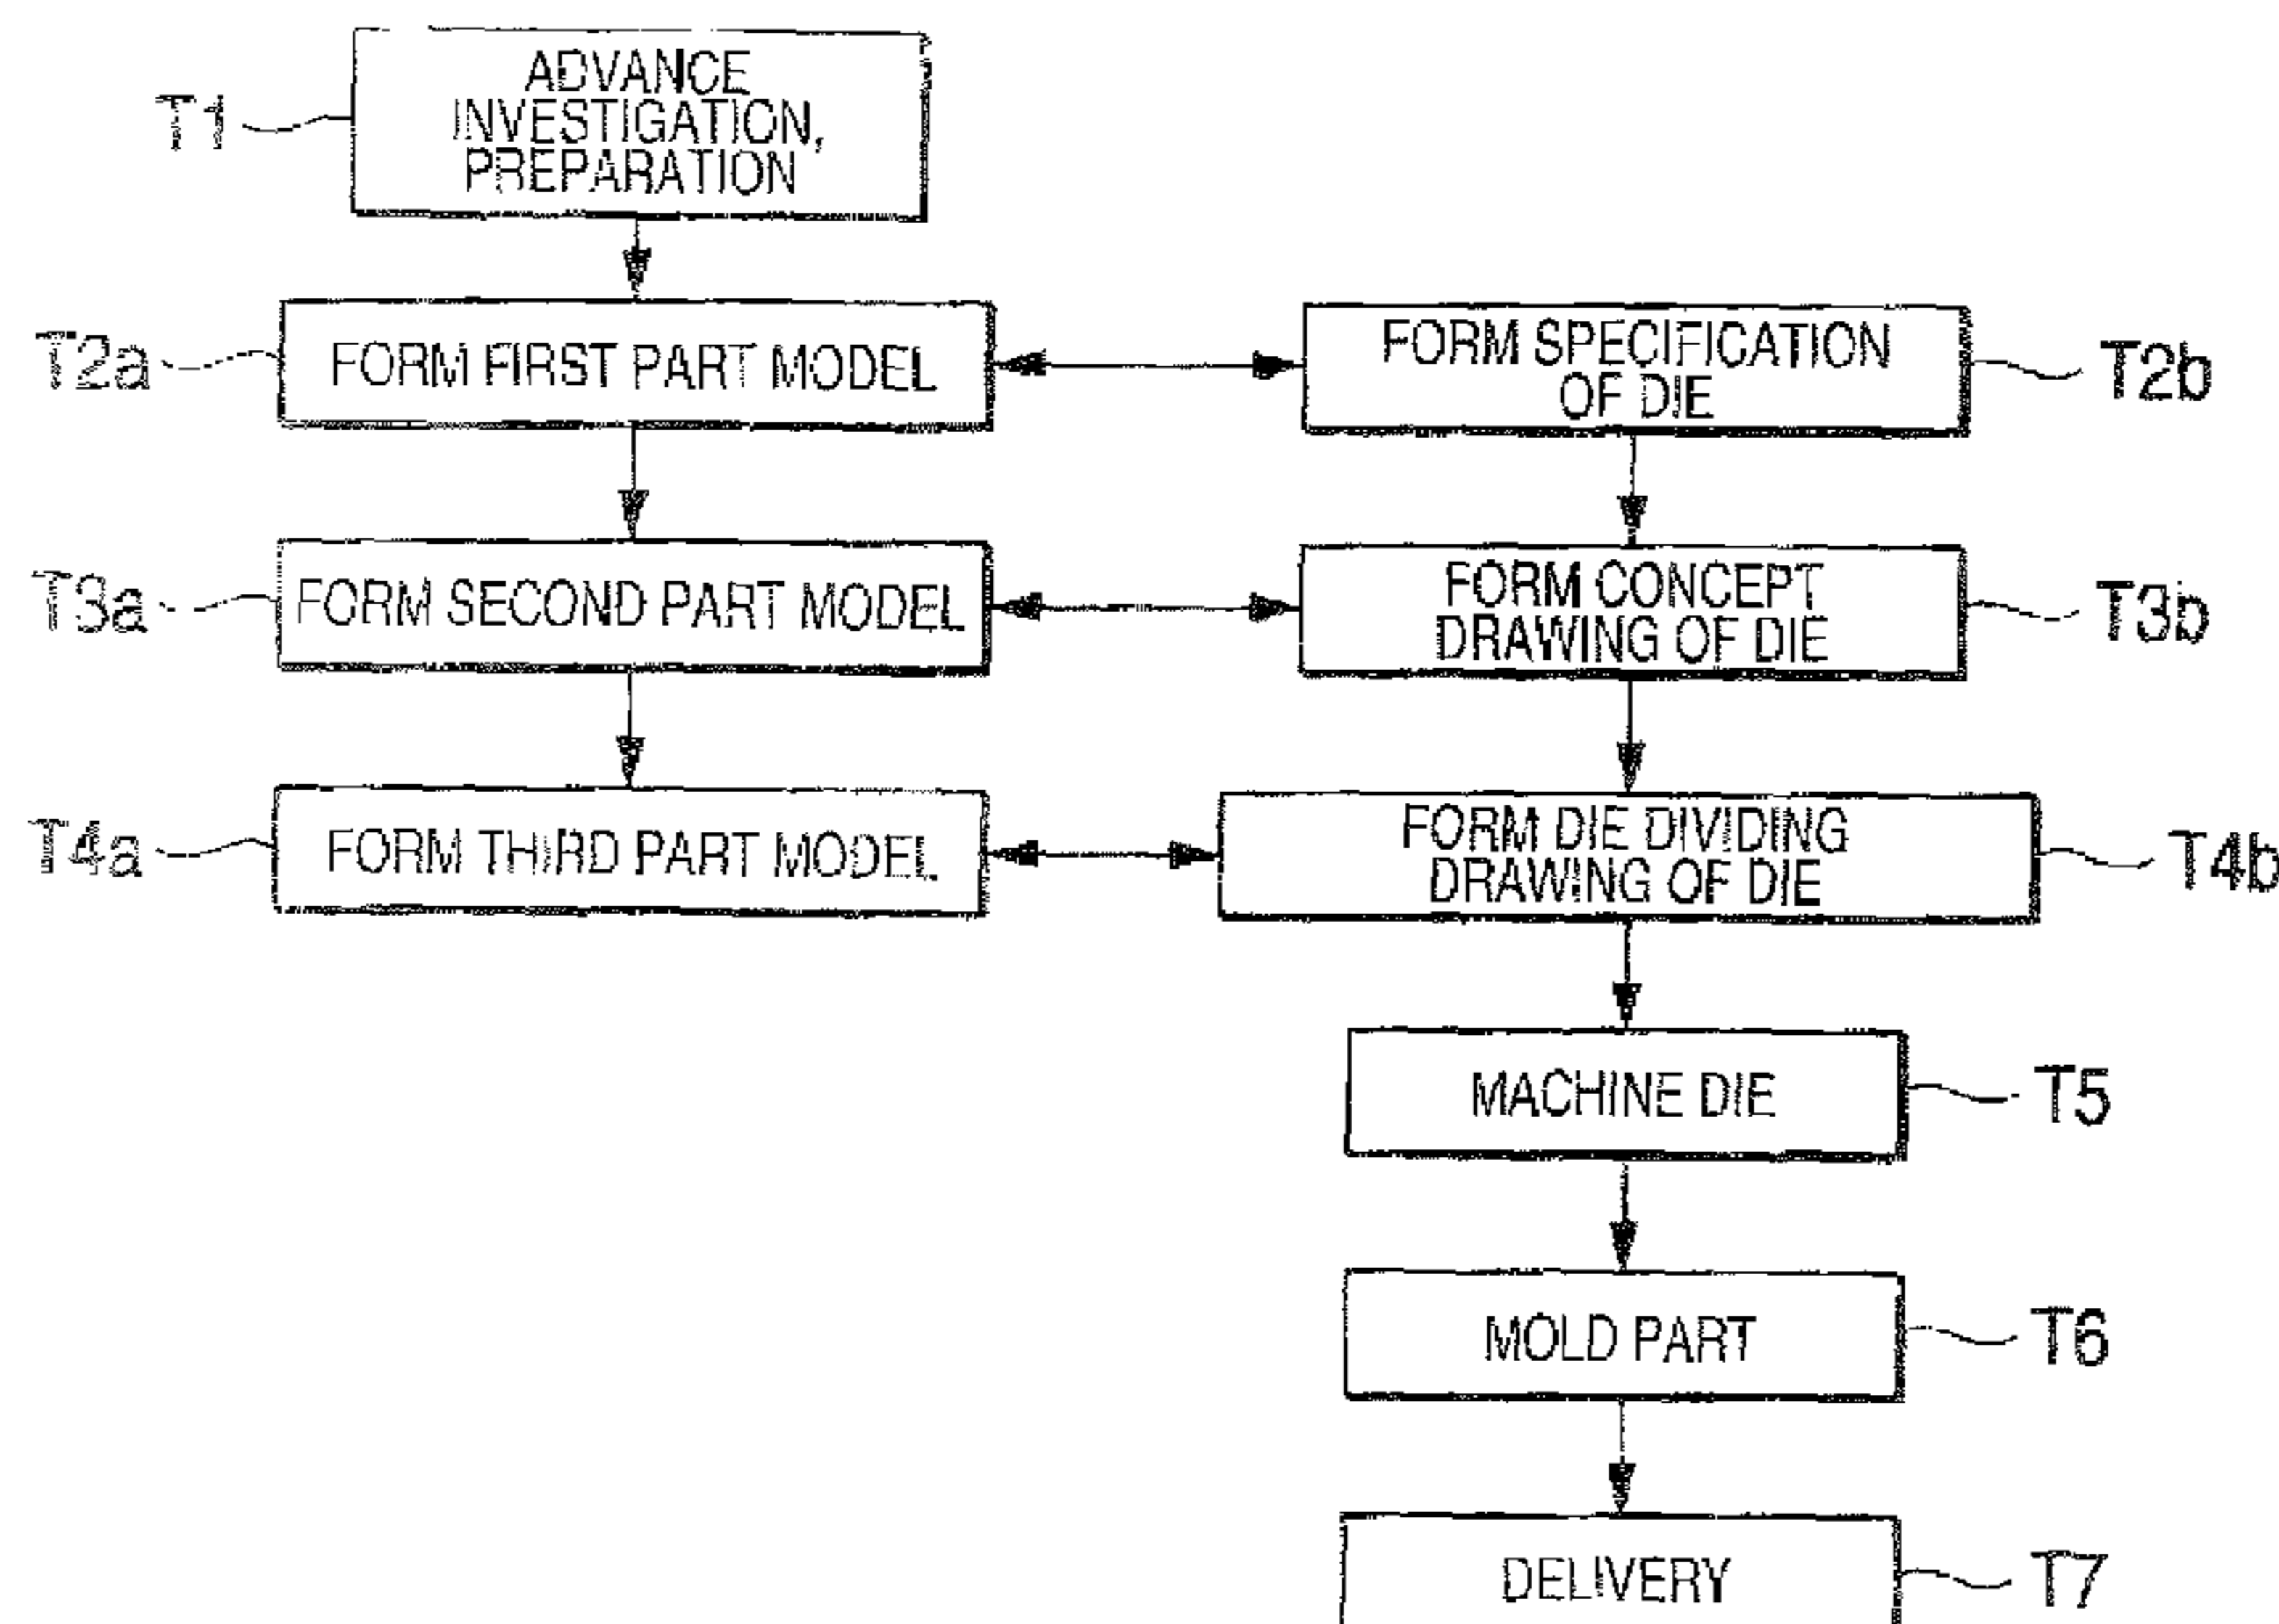 T1
ADVANCE
INVESTIGATION,
PREPARATION
T2a
FORM FIRST PART MODEL
FORM SPECIFICATION
OF DIE
T2b
T3a
FORM SECOND PART MODEL
FORM CONCEPT
DRAWING OF DIE
T3b
T4a
FORM THIRD PART MODEL
FORM DIE DIVIDING
DRAWING OF DIE
T4b
MACHINE DIE
T5
MOLD PART
T6
DELIVERY
T7